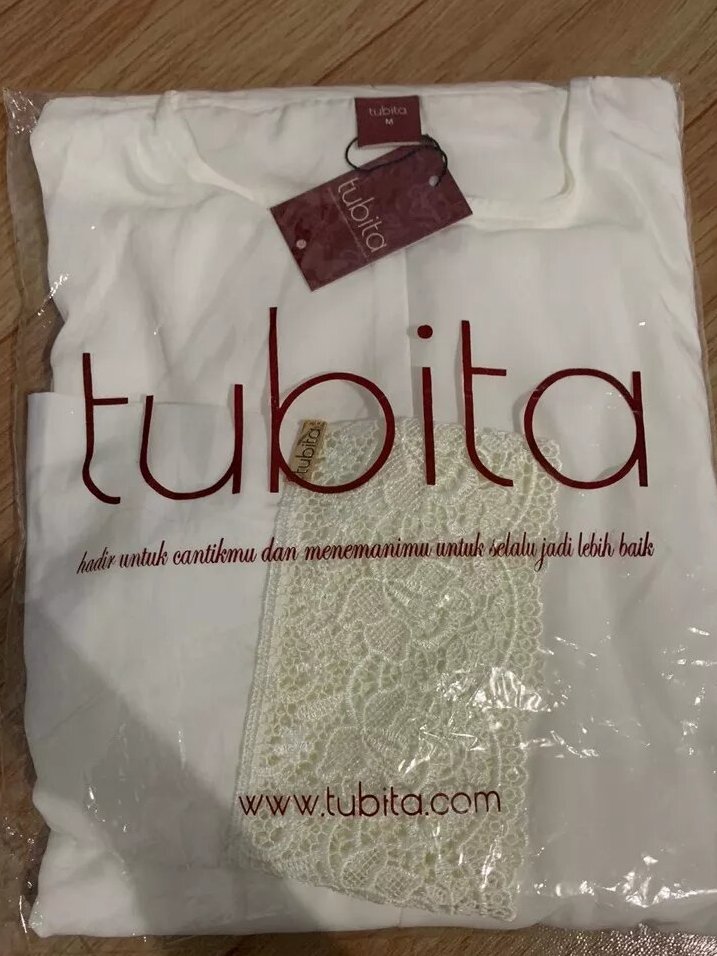 tubita
M
tubita
tubita
tubita
hadir untuk cantikmu dan menemanimu untuk selalu jadi lebih baik
www.tubita.com